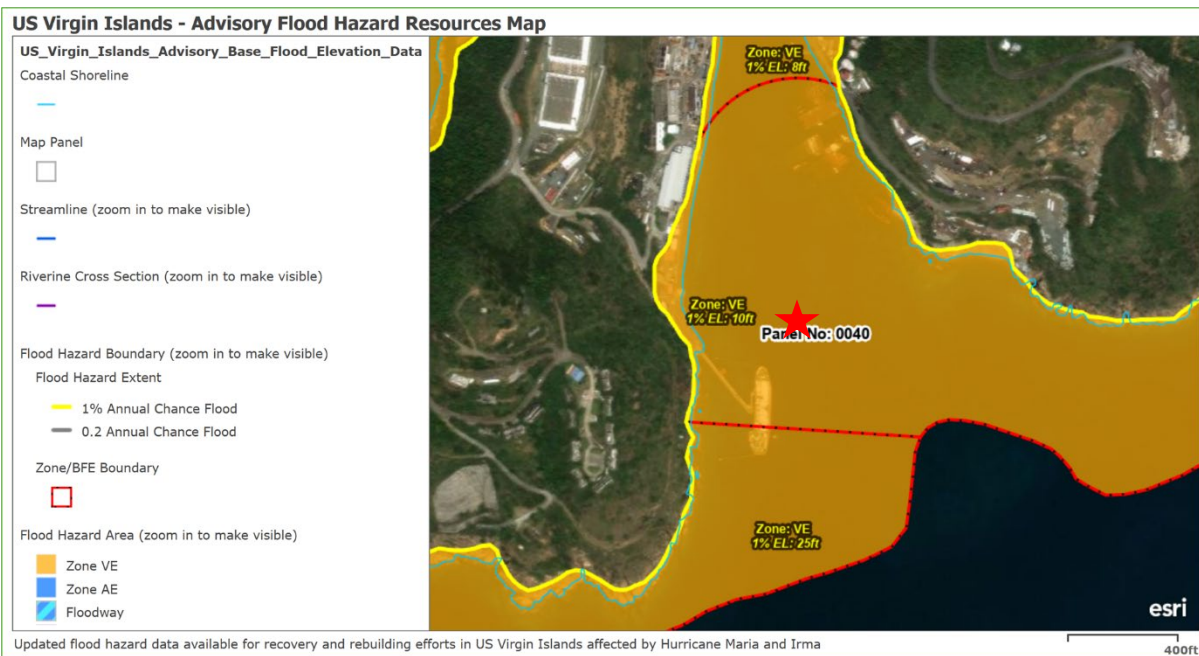 US Virgin Islands - Advisory Flood Hazard Resources Map
US_Virgin_Islands_Advisory_Base_Flood_Elevation_Data
Coastal Shoreline
Map Panel
Streamline (zoom in to make visible)
Riverine Cross Section (zoom in to make visible)
Flood Hazard Boundary (zoom in to make visible)
Flood Hazard Extent
1% Annual Chance Flood
0.2 Annual Chance Flood
Zone/BFE Boundary
Flood Hazard Area (zoom in to make visible)
Zone VE
Zone AE
Floodway
Zone: VE
1% EL: 8ft
Zone: VE
1% EL: 10ft
Panel No: 0040
Zone: VE
1% EL: 25ft
esri
Updated flood hazard data available for recovery and rebuilding efforts in US Virgin Islands affected by Hurricane Maria and Irma
400ft